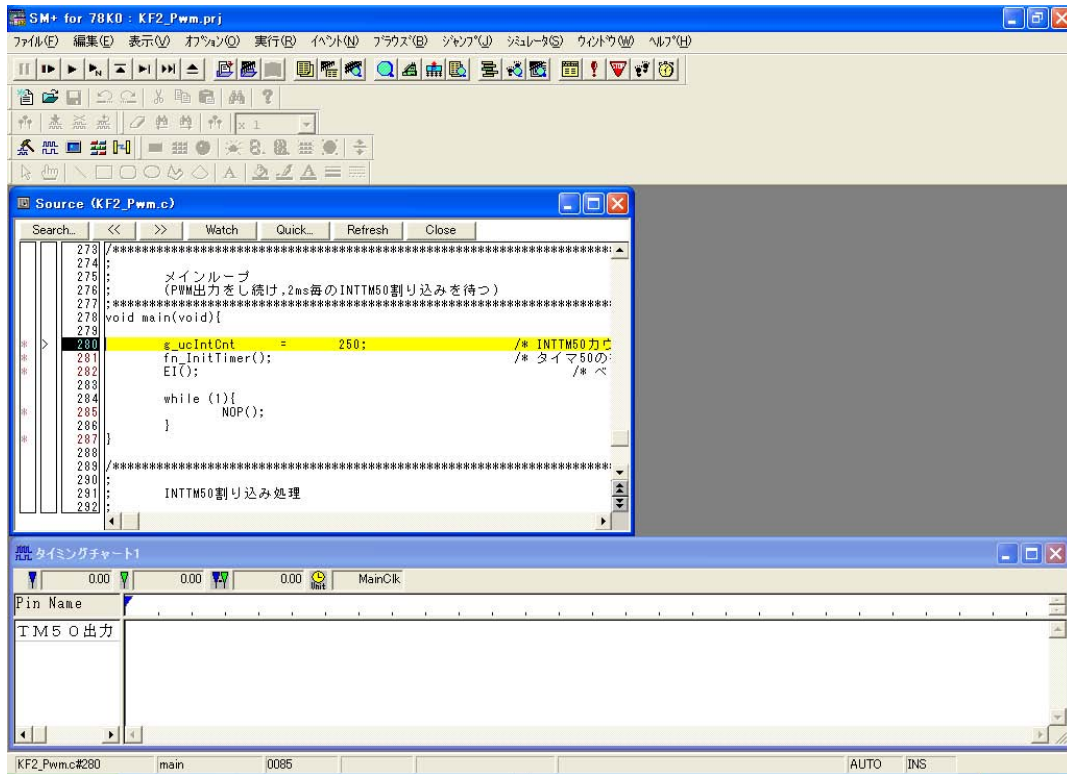 SM+ for 78K0 : KF2_Pwm.prj
ファイル(F) 編集(E) 表示(V) オプション(O) 実行(R) イベント(N) ブラウズ(B) ジャンプ(J) シミュレータ(S) ウィンドウ(W) ヘルプ(H)
x 1
Source (KF2_Pwm.c)
Search... << >> Watch Quick... Refresh Close
273 /************************************************************************
274 ;
275 ; メインループ
276 ; (PWM出力をし続け,2ms毎のINTTM50割り込みを待つ)
277 ;************************************************************************
278 void main(void){
279
* > 280 g_ucIntCnt = 250; /* INTTM50カウ
* 281 fn_InitTimer(); /* タイマ50の
* 282 EI(); /* ベ
283
284 while (1){
* 285 NOP();
286 }
* 287 }
288
289 /************************************************************************
290 ;
291 ; INTTM50割り込み処理
292 ;
タイミングチャート1
0.00 0.00 0.00 Unit MainClk
Pin Name
TM50出力
KF2_Pwm.c#280 main 0085 AUTO INS